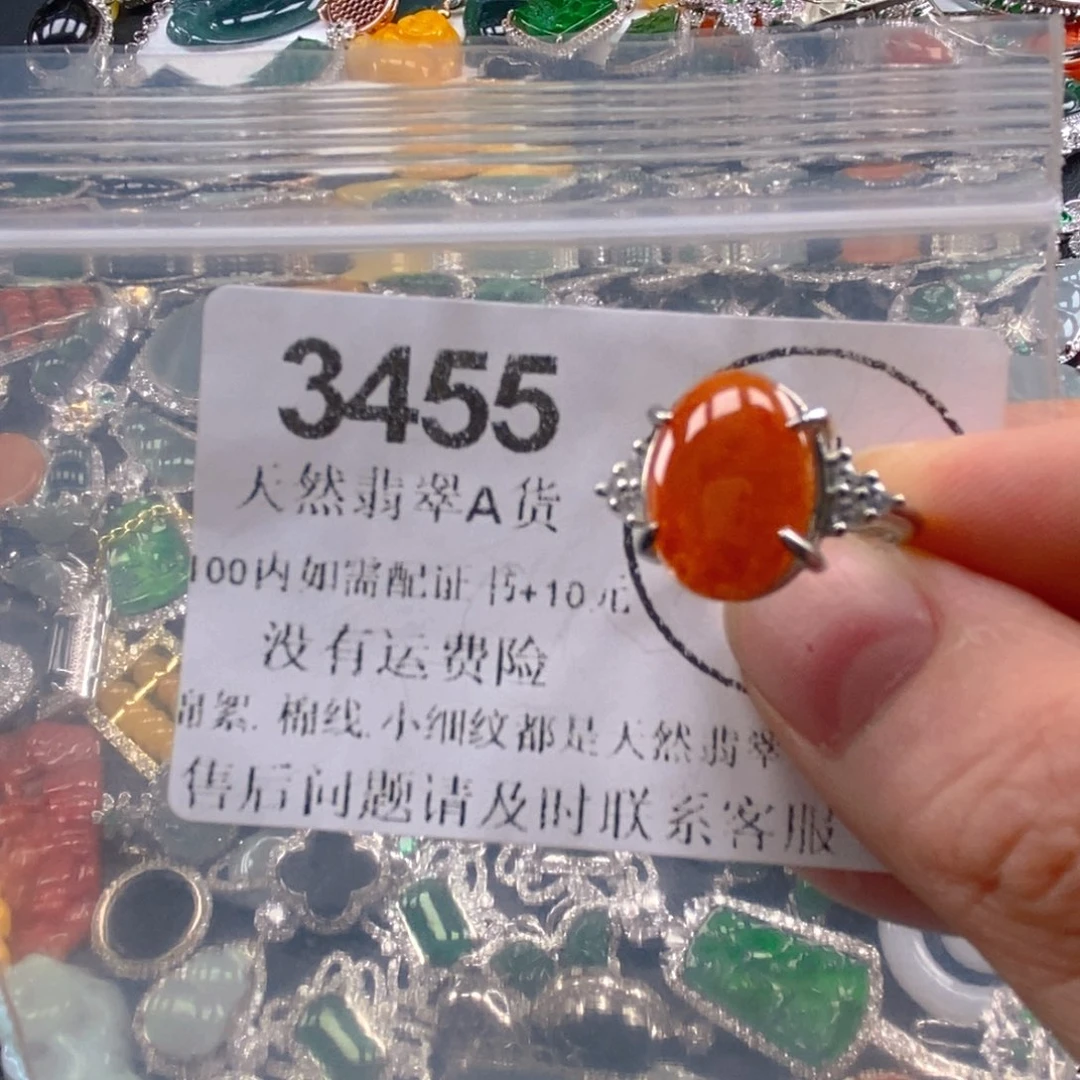 3455
天然翡翠A货
100内如需配证书+10元
没有运费险
絮.棉线.小细纹都是天然翡翠
售后问题请及时联系客服